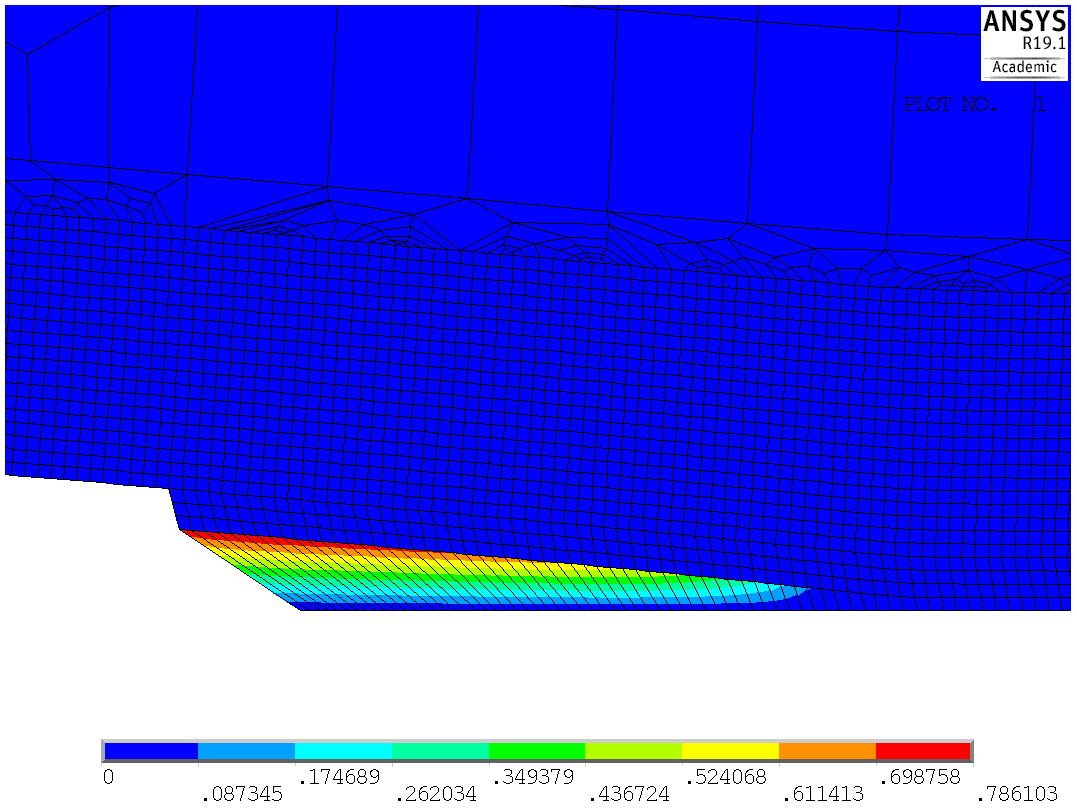 ANSYS
R19.1
Academic
PLOT NO. 1
0 .174689 .349379 .524068 .698758
.087345 .262034 .436724 .611413 .786103